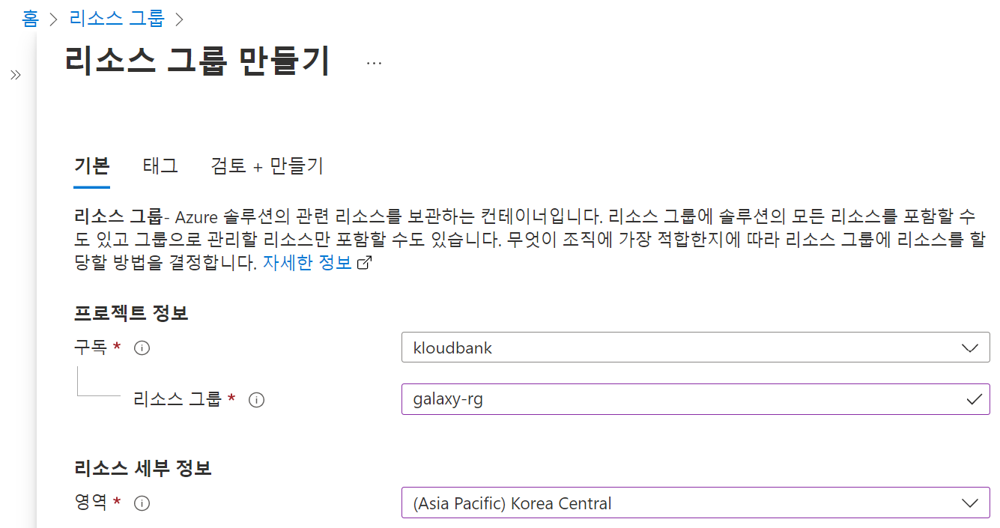 홈 > 리소스 그룹 >
리소스 그룹 만들기 ...
기본 태그 검토 + 만들기
리소스 그룹- Azure 솔루션의 관련 리소스를 보관하는 컨테이너입니다. 리소스 그룹에 솔루션의 모든 리소스를 포함할 수
도 있고 그룹으로 관리할 리소스만 포함할 수도 있습니다. 무엇이 조직에 가장 적합한지에 따라 리소스 그룹에 리소스를 할
당할 방법을 결정합니다. 자세한 정보
프로젝트 정보
구독 * kloudbank
리소스 그룹 * galaxy-rg
리소스 세부 정보
영역 * (Asia Pacific) Korea Central